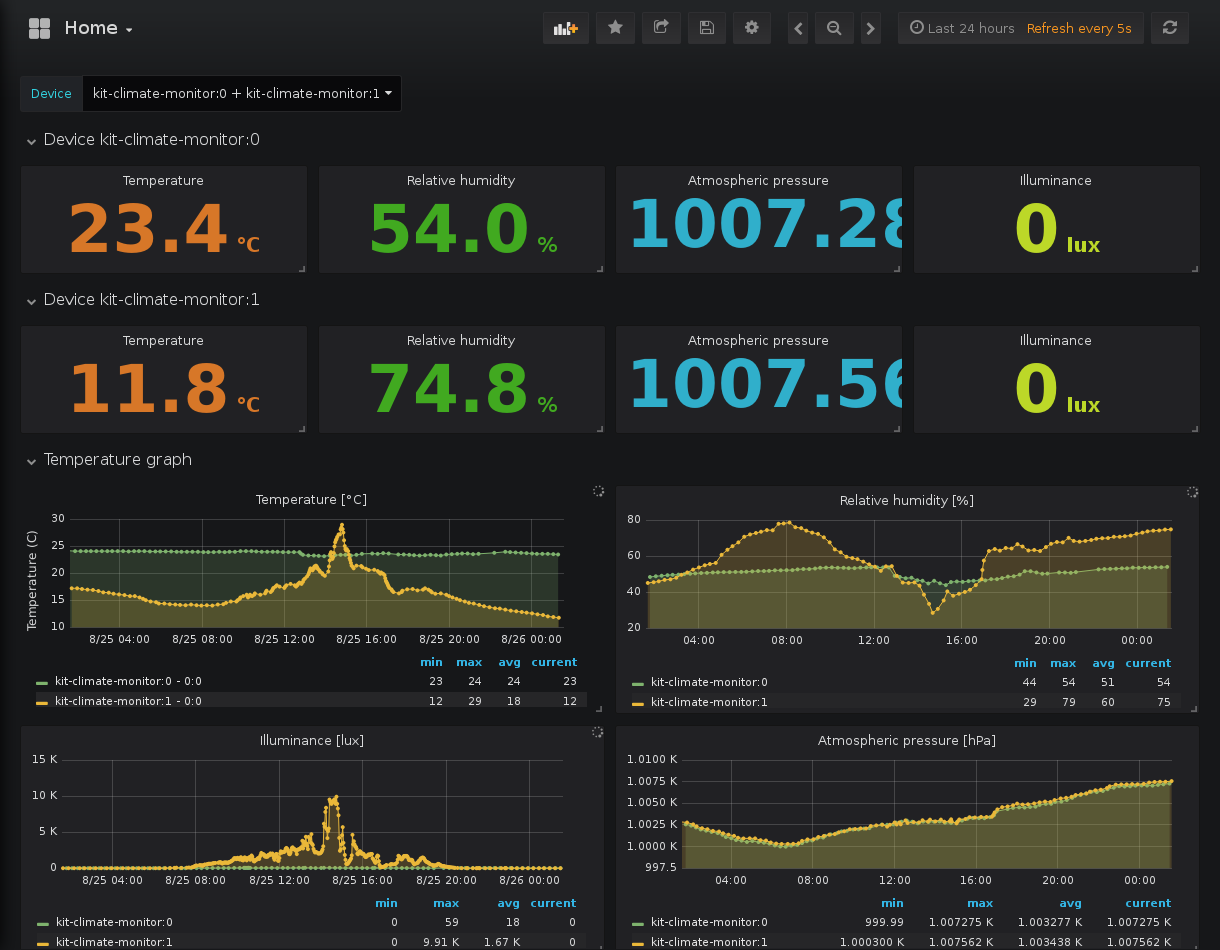 Home
Last 24 hours Refresh every 5s
Device kit-climate-monitor:0 + kit-climate-monitor:1
Device kit-climate-monitor:0
Temperature Relative humidity Atmospheric pressure Illuminance
23.4 °C 54.0 % 1007.28 0 lux
Device kit-climate-monitor:1
Temperature Relative humidity Atmospheric pressure Illuminance
11.8 °C 74.8 % 1007.56 0 lux
Temperature graph
Temperature [°C]
Temperature (C)
30
25
20
15
10
8/25 04:00 8/25 08:00 8/25 12:00 8/25 16:00 8/25 20:00 8/26 00:00
min max avg current
kit-climate-monitor:0 - 0:0 23 24 24 23
kit-climate-monitor:1 - 0:0 12 29 18 12
Relative humidity [%]
80
60
40
20
04:00 08:00 12:00 16:00 20:00 00:00
min max avg current
kit-climate-monitor:0 44 54 51 54
kit-climate-monitor:1 29 79 60 75
Illuminance [lux]
15 K
10 K
5 K
0
8/25 04:00 8/25 08:00 8/25 12:00 8/25 16:00 8/25 20:00 8/26 00:00
min max avg current
kit-climate-monitor:0 0 59 18 0
kit-climate-monitor:1 0 9.91 K 1.67 K 0
Atmospheric pressure [hPa]
1.0100 K
1.0075 K
1.0050 K
1.0025 K
1.0000 K
997.5
04:00 08:00 12:00 16:00 20:00 00:00
min max avg current
kit-climate-monitor:0 999.99 1.007275 K 1.003277 K 1.007275 K
kit-climate-monitor:1 1.000300 K 1.007562 K 1.003438 K 1.007562 K